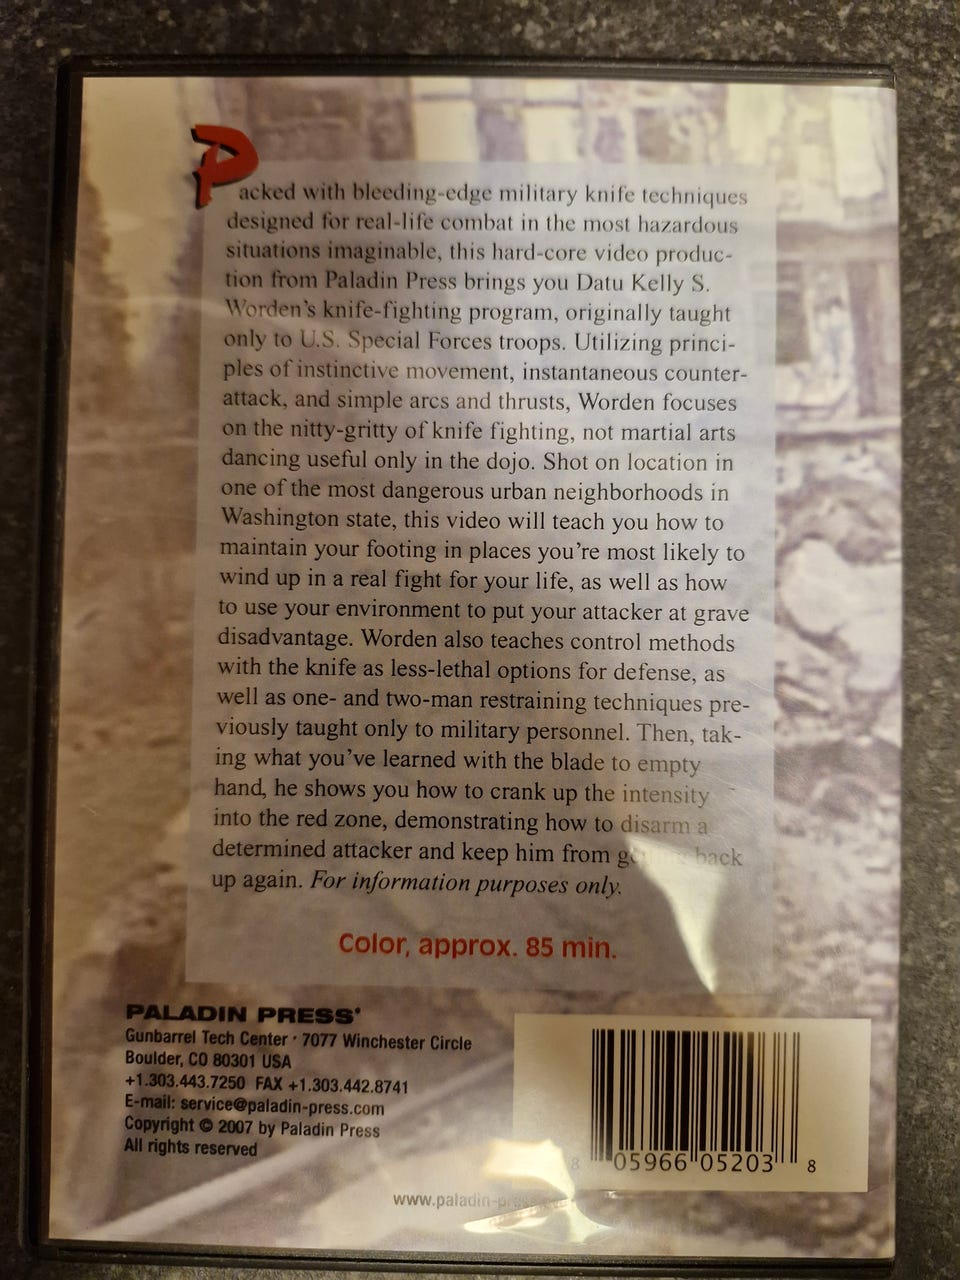 Packed with bleeding-edge military knife techniques
designed for real-life combat in the most hazardous
situations imaginable, this hard-core video produc-
tion from Paladin Press brings you Datu Kelly S.
Worden's knife-fighting program, originally taught
only to U.S. Special Forces troops. Utilizing princi-
ples of instinctive movement, instantaneous counter-
attack, and simple arcs and thrusts, Worden focuses
on the nitty-gritty of knife fighting, not martial arts
dancing useful only in the dojo. Shot on location in
one of the most dangerous urban neighborhoods in
Washington state, this video will teach you how to
maintain your footing in places you're most likely to
wind up in a real fight for your life, as well as how
to use your environment to put your attacker at grave
disadvantage. Worden also teaches control methods
with the knife as less-lethal options for defense, as
well as one- and two-man restraining techniques pre-
viously taught only to military personnel. Then, tak-
ing what you've learned with the blade to empty
hand, he shows you how to crank up the intensity
into the red zone, demonstrating how to disarm a
determined attacker and keep him from back
up again. For information purposes only.
Color, approx. 85 min.
PALADIN PRESS®
Gunbarrel Tech Center · 7077 Winchester Circle
Boulder, CO 80301 USA
+1.303.443.7250 FAX +1.303.442.8741
E-mail: service@paladin-press.com
Copyright © 2007 by Paladin Press
All rights reserved
8 05966 05203 8